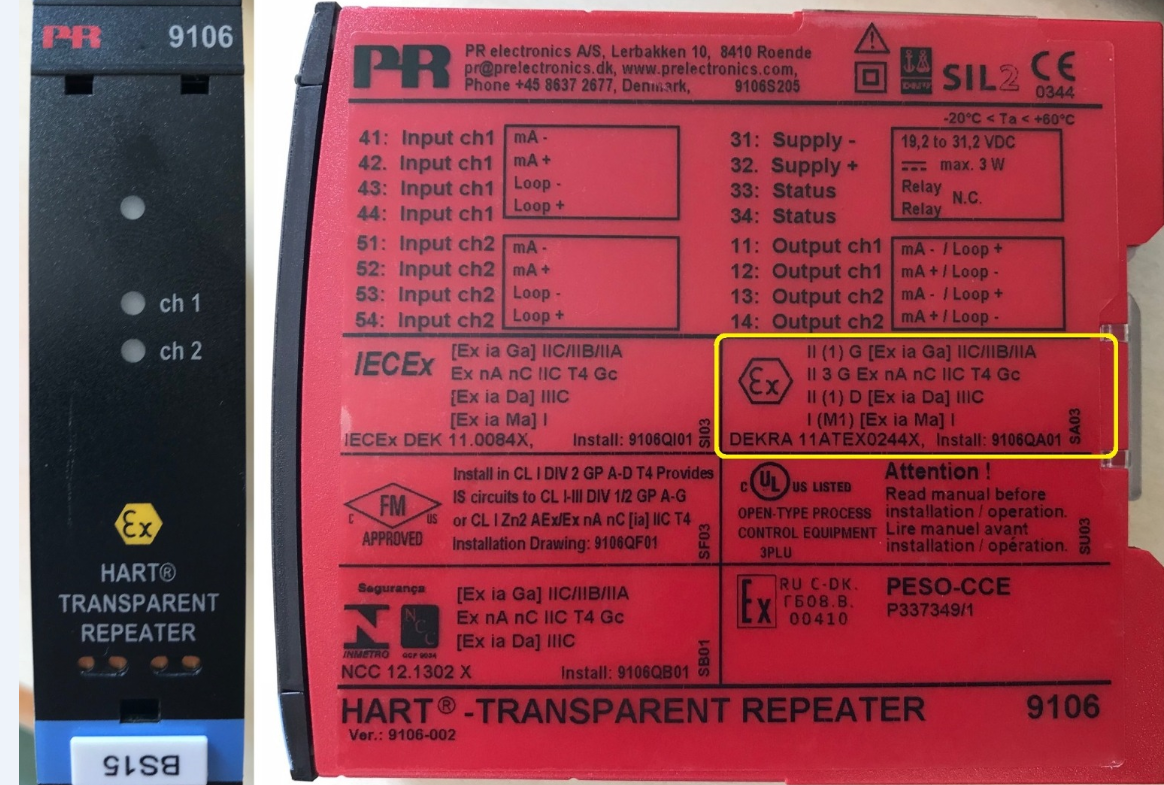 PR 9106
ch 1
ch 2
Ex
HART®
TRANSPARENT
REPEATER
BS15
PR
PR electronics A/S, Lerbakken 10, 8410 Roende
pr@prelectronics.dk, www.prelectronics.com,
Phone +45 8637 2677, Denmark, 9106S205
SIL2
CE
0344
-20°C < Ta < +60°C
41: Input ch1 mA -
42: Input ch1 mA +
43: Input ch1 Loop -
44: Input ch1 Loop +
51: Input ch2 mA -
52: Input ch2 mA +
53: Input ch2 Loop -
54: Input ch2 Loop +
31: Supply - 19,2 to 31,2 VDC
32: Supply + max. 3 W
33: Status Relay
34: Status Relay
N.C.
11: Output ch1 mA - / Loop +
12: Output ch1 mA + / Loop -
13: Output ch2 mA - / Loop +
14: Output ch2 mA + / Loop -
IECEx
[Ex ia Ga] IIC/IIB/IIA
Ex nA nC IIC T4 Gc
[Ex ia Da] IIIC
[Ex ia Ma] I
IECEx DEK 11.0084X, Install: 9106QI01
SI03
Ex
II (1) G [Ex ia Ga] IIC/IIB/IIA
II 3 G Ex nA nC IIC T4 Gc
II (1) D [Ex ia Da] IIIC
I (M1) [Ex ia Ma] I
DEKRA 11ATEX0244X, Install: 9106QA01
SA03
C FM US
APPROVED
Install in CL I DIV 2 GP A-D T4 Provides
IS circuits to CL I-III DIV 1/2 GP A-G
or CL I Zn2 AEx/Ex nA nC [ia] IIC T4
Installation Drawing: 9106QF01
SF03
C UL US LISTED
OPEN-TYPE PROCESS
CONTROL EQUIPMENT
3PLU
Attention !
Read manual before
installation / operation.
Lire manuel avant
installation / opération.
SU03
Segurança
NCC
INMETRO
[Ex ia Ga] IIC/IIB/IIA
Ex nA nC IIC T4 Gc
[Ex ia Da] IIIC
NCC 12.1302 X Install: 9106QB01
SB01
Ex
RU C-DK.
ГБ08.В.
00410
PESO-CCE
P337349/1
HART® -TRANSPARENT REPEATER 9106
Ver.: 9106-002